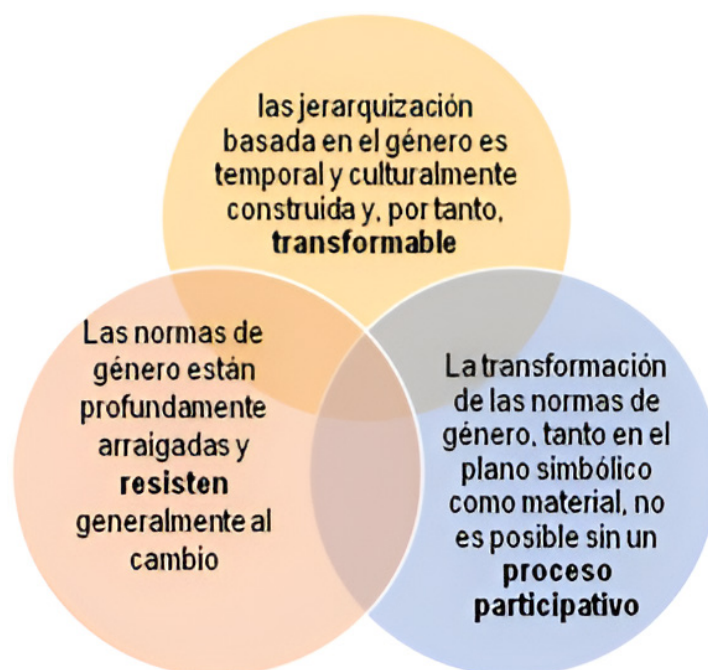 las jerarquización
basada en el género es
temporal y culturalmente
construida y, por tanto,
transformable
Las normas de
género están
profundamente
arraigadas y
resisten
generalmente al
cambio
La transformación
de las normas de
género, tanto en el
plano simbólico
como material, no
es posible sin un
proceso
participativo